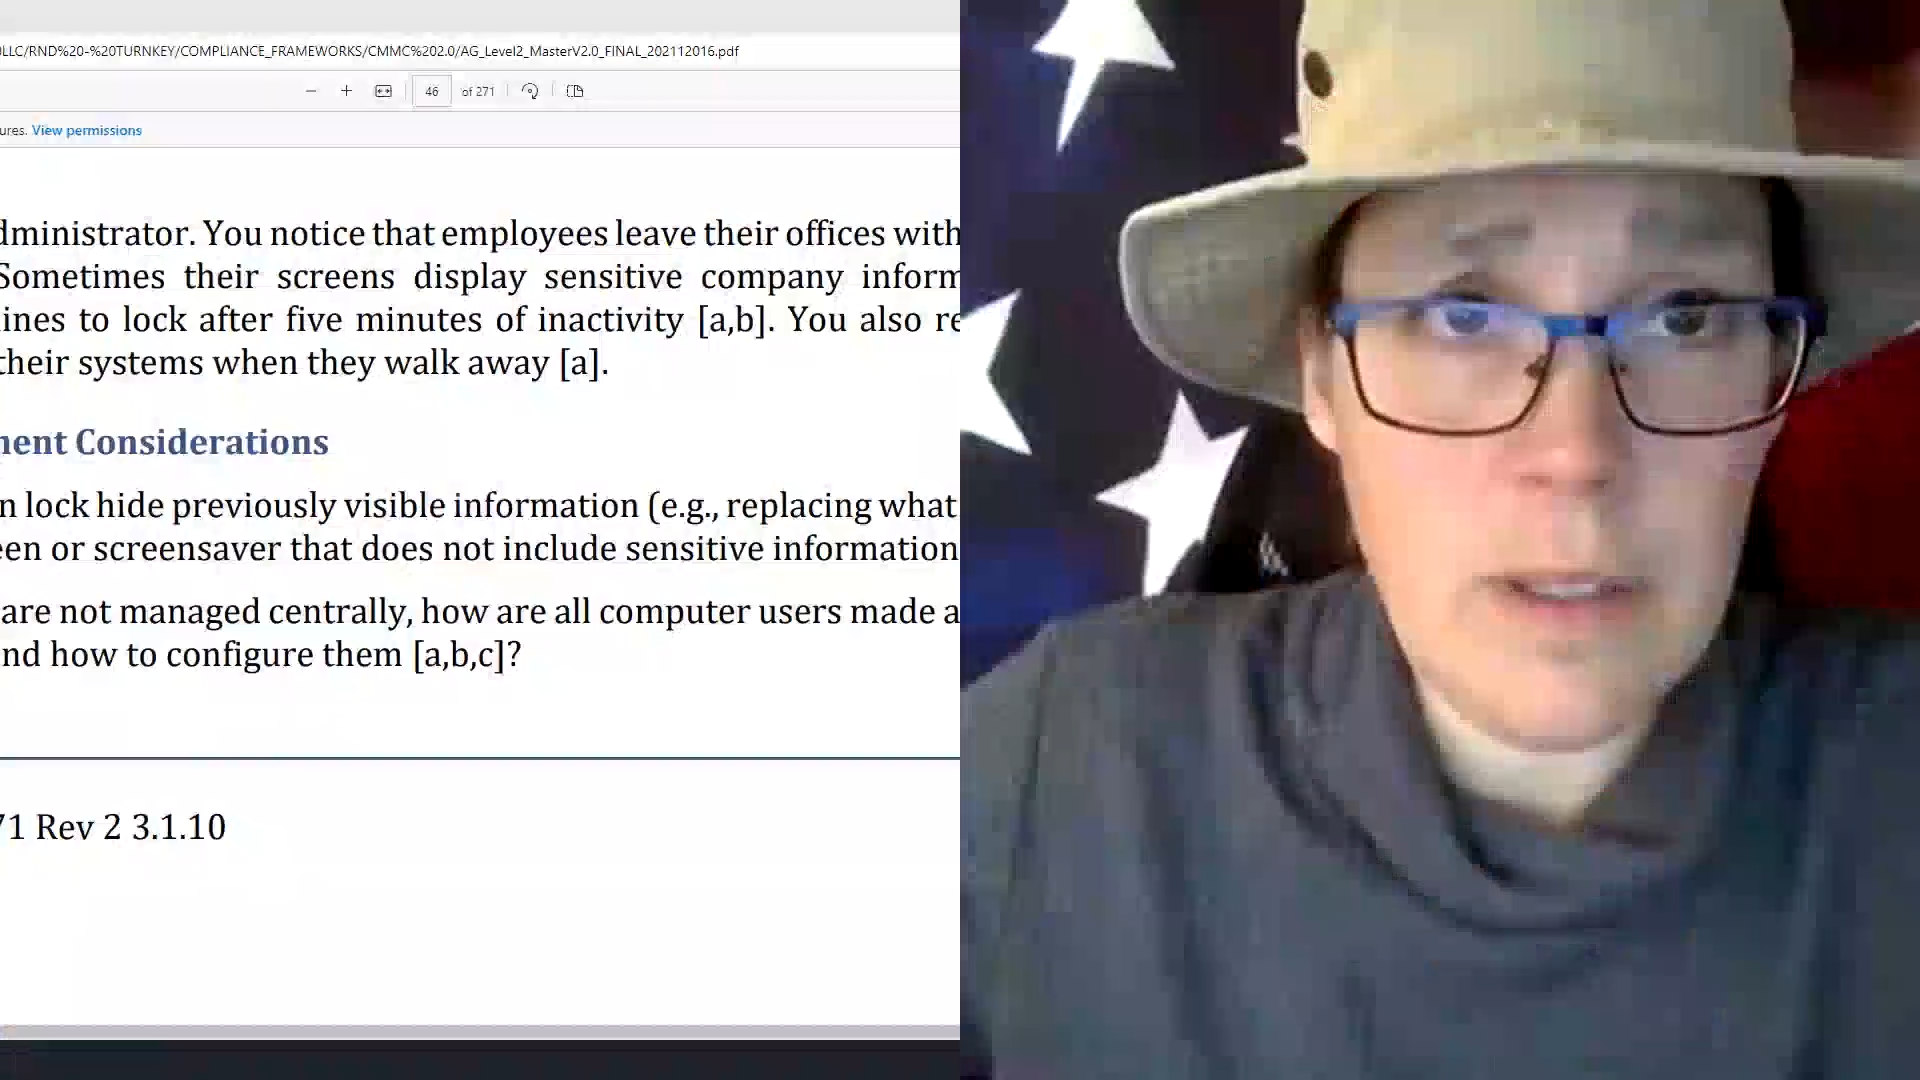 LLC/RND%20-%20TURNKEY/COMPLIANCE_FRAMEWORKS/CMMC%202.0/AG_Level2_MasterV2.0_FINAL_202112016.pdf
46 of 271
ures. View permissions
dministrator. You notice that employees leave their offices with
Sometimes their screens display sensitive company inform
ines to lock after five minutes of inactivity [a,b]. You also re
their systems when they walk away [a].
nent Considerations
n lock hide previously visible information (e.g., replacing what
een or screensaver that does not include sensitive information
are not managed centrally, how are all computer users made a
nd how to configure them [a,b,c]?
71 Rev 2 3.1.10